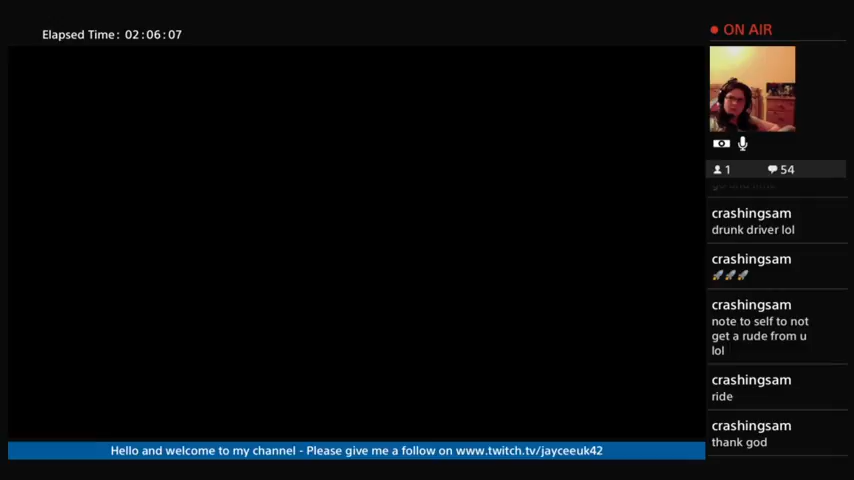 Elapsed Time: 02:06:07
ON AIR
1 54
crashingsam
drunk driver lol
crashingsam
🚀🚀🚀
crashingsam
note to self to not
get a rude from u
lol
crashingsam
ride
crashingsam
thank god
Hello and welcome to my channel - Please give me a follow on www.twitch.tv/jayceeuk42